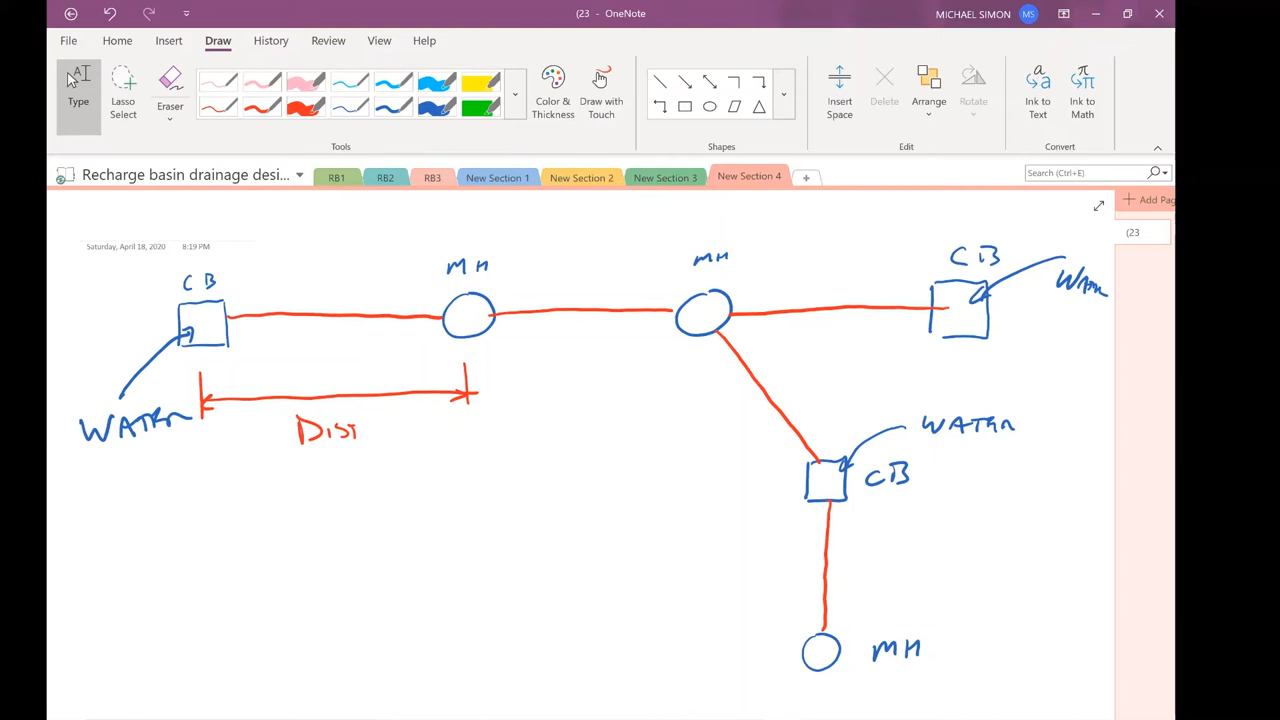 (23 - OneNote
MICHAEL SIMON MS
File Home Insert Draw History Review View Help
Type
Lasso Select
Eraser
Color & Thickness
Draw with Touch
Insert Space
Delete
Arrange
Rotate
a Ink to Text
π Ink to Math
Tools
Shapes
Edit
Convert
Recharge basin drainage desi...
RB1 RB2 RB3 New Section 1 New Section 2 New Section 3 New Section 4 +
Search (Ctrl+E)
+ Add Pag
(23
Saturday, April 18, 2020 8:19 PM
CB
MH
MH
CB
WATR
WATER
DIST
WATER
CB
MH